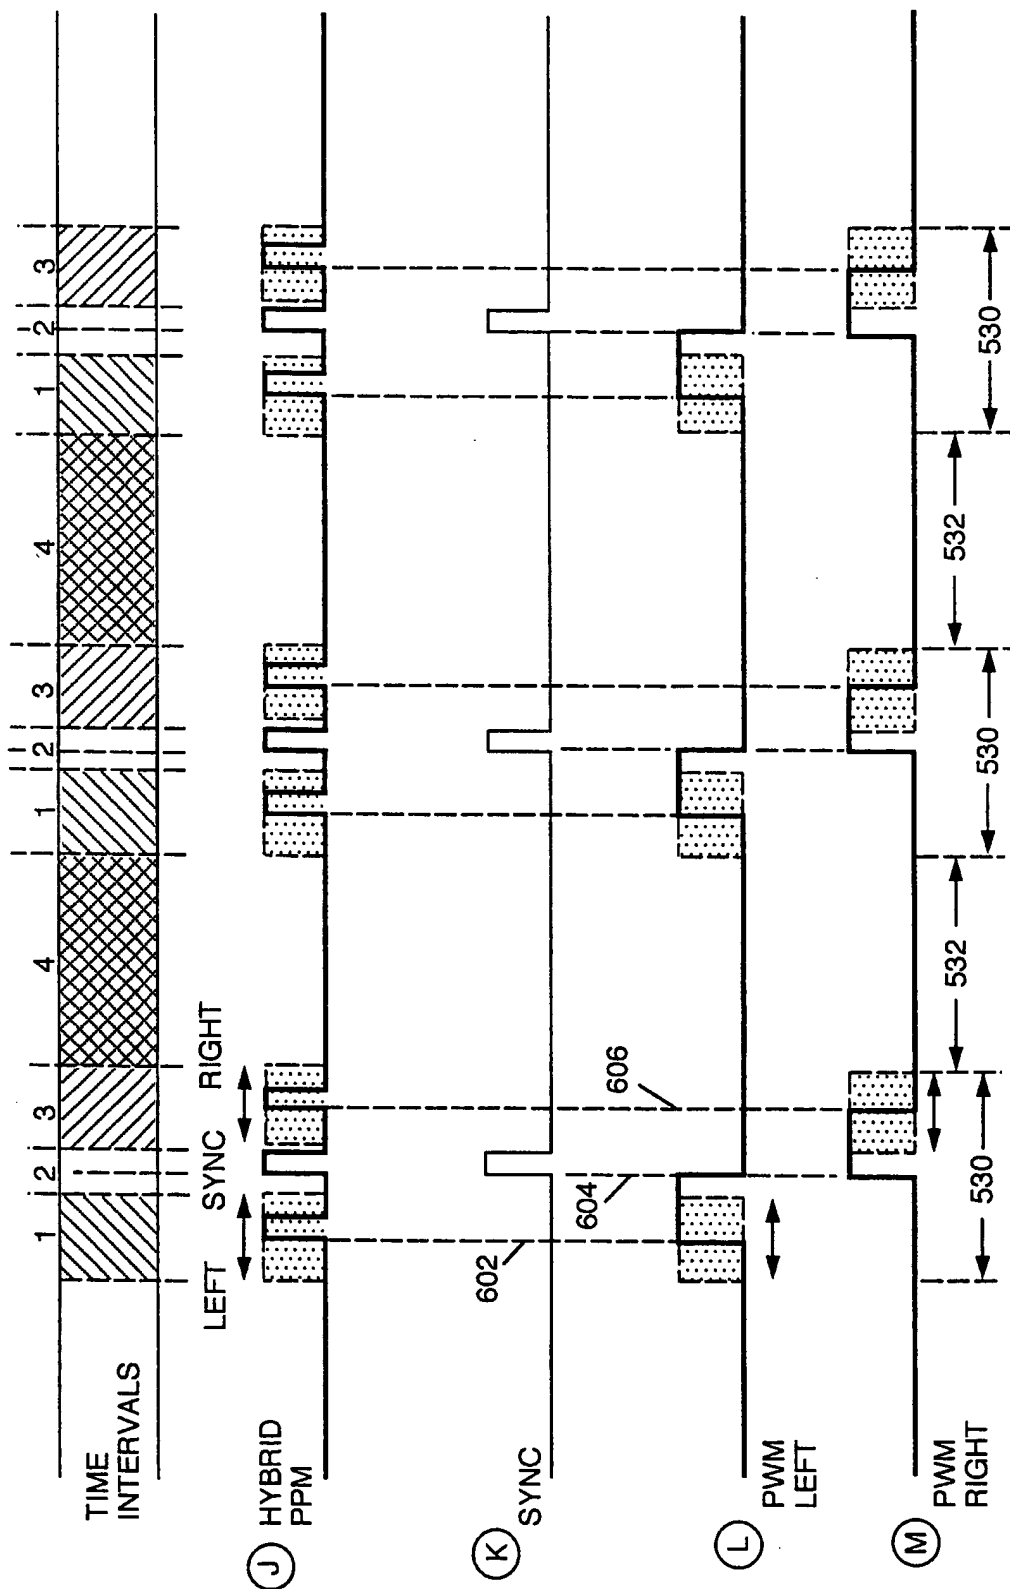 TIME
INTERVALS
1 2 3 4 1 2 3 4 1 2 3
LEFT SYNC RIGHT
J HYBRID
PPM
K SYNC
602
604
606
L PWM
LEFT
M PWM
RIGHT
530 532 530 532 530